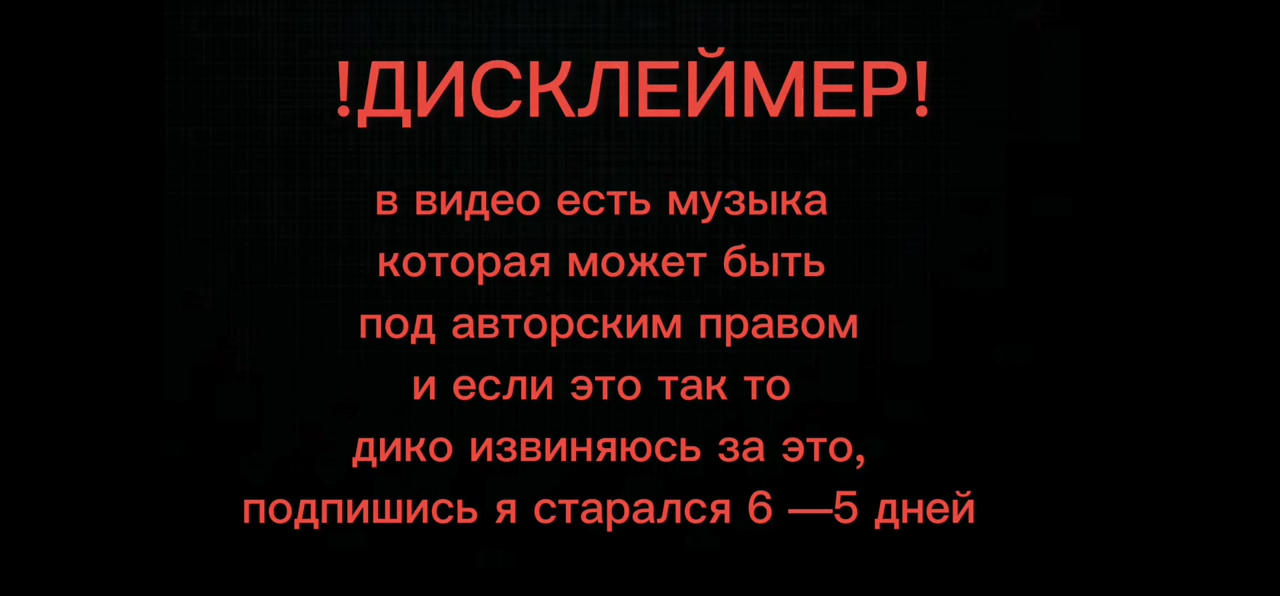 !ДИСКЛЕЙМЕР!
в видео есть музыка
которая может быть
под авторским правом
и если это так то
дико извиняюсь за это,
подпишись я старался 6 —5 дней